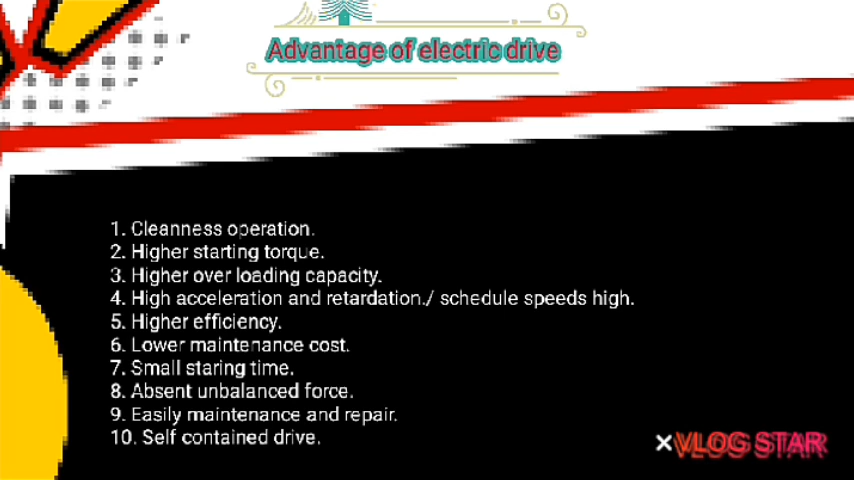 Advantage of electric drive
1. Cleanness operation.
2. Higher starting torque.
3. Higher over loading capacity.
4. High acceleration and retardation./ schedule speeds high.
5. Higher efficiency.
6. Lower maintenance cost.
7. Small staring time.
8. Absent unbalanced force.
9. Easily maintenance and repair.
10. Self contained drive.
×VLOG STAR